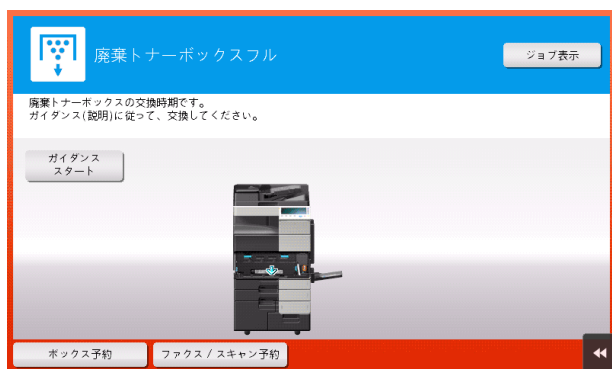 廃棄トナーボックスフル
ジョブ表示
廃棄トナーボックスの交換時期です。
ガイダンス(説明)に従って、交換してください。
ガイダンス
スタート
ボックス予約
ファクス / スキャン予約